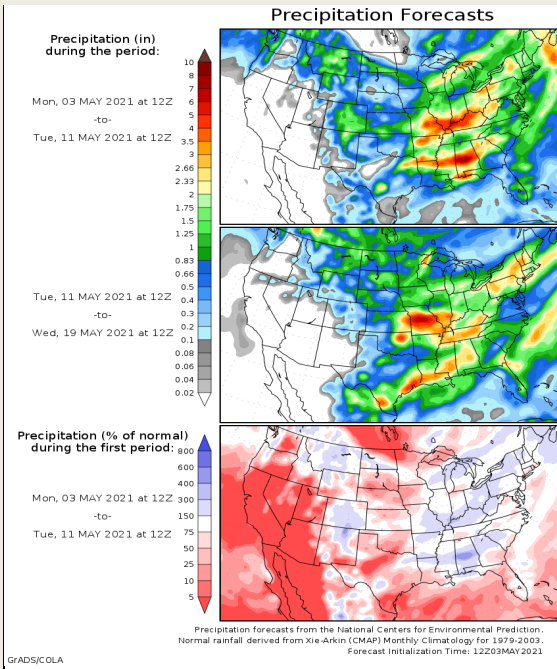 Precipitation Forecasts
Precipitation (in)
during the period:
Mon, 03 MAY 2021 at 12Z
-to-
Tue, 11 MAY 2021 at 12Z
10
8
7
6
5
4
3.5
3
2.66
2.33
2
1.75
1.5
1.25
1
0.83
0.66
0.5
0.4
0.3
0.2
0.1
0.08
0.06
0.04
0.02
Tue, 11 MAY 2021 at 12Z
-to-
Wed, 19 MAY 2021 at 12Z
Precipitation (% of normal)
during the first period:
Mon, 03 MAY 2021 at 12Z
-to-
Tue, 11 MAY 2021 at 12Z
800
600
400
300
150
75
50
25
10
5
Precipitation forecasts from the National Centers for Environmental Prediction.
Normal rainfall derived from Xie-Arkin (CMAP) Monthly Climatology for 1979-2003.
Forecast Initialization Time: 12Z03MAY2021
GrADS/COLA